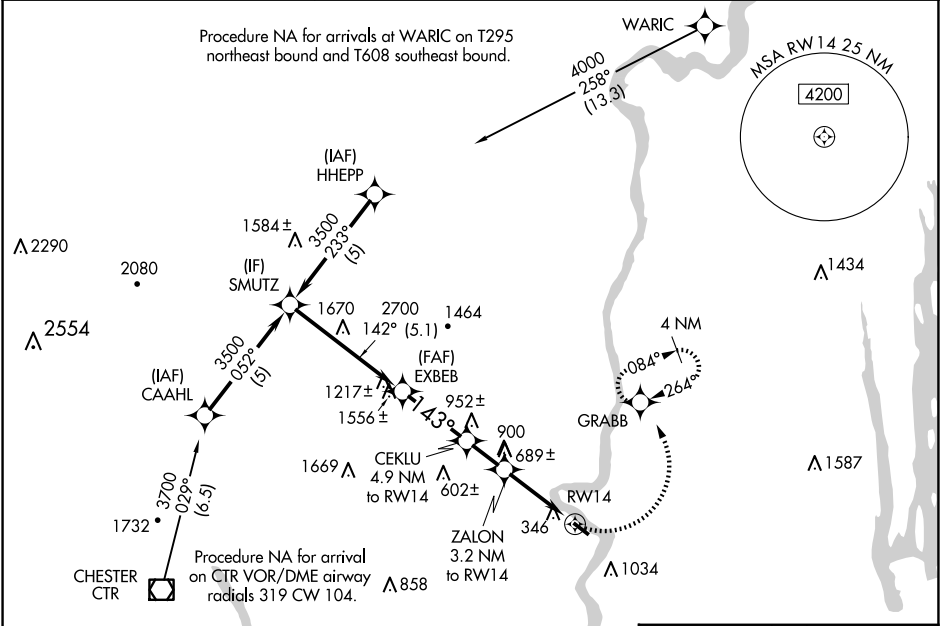 Procedure NA for arrivals at WARIC on T295
northeast bound and T608 southeast bound.
WARIC
4000
258°
(13.3)
MSA RW14 25 NM
4200
(IAF)
HHEPP
1584 ±
3500
233°
(5)
2290
2080
(IF)
SMUTZ
1434
2554
1670
2700
1464
142° (5.1)
4 NM
3500
052°
(5)
(IAF)
CAAHL
(FAF)
EXBEB
084°
264°
1217 ±
1556 ±
143°
952 ±
GRABB
900
689 ±
CEKLU
4.9 NM
to RW14
1669
602 ±
1587
3700
029°
(6.5)
RW14
346
1732
ZALON
3.2 NM
to RW14
Procedure NA for arrival
on CTR VOR/DME airway
radials 319 CW 104.
CHESTER
CTR
858
1034